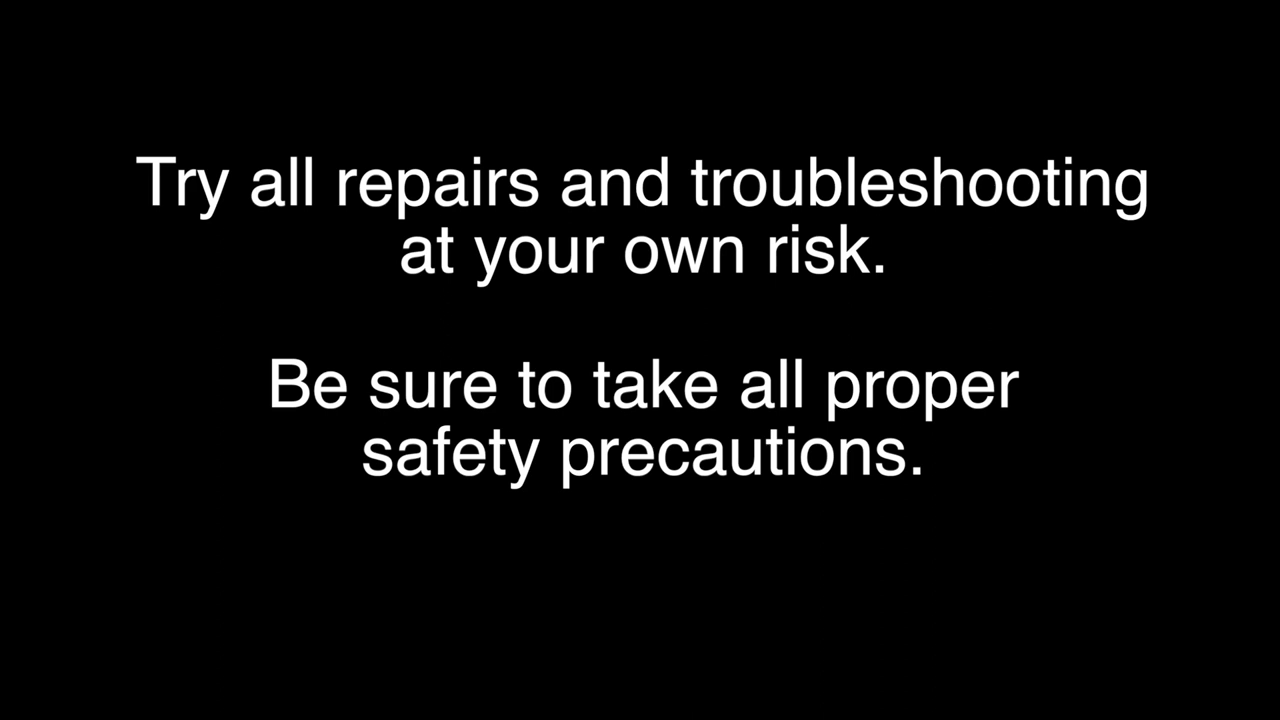 Try all repairs and troubleshooting
at your own risk.
Be sure to take all proper
safety precautions.